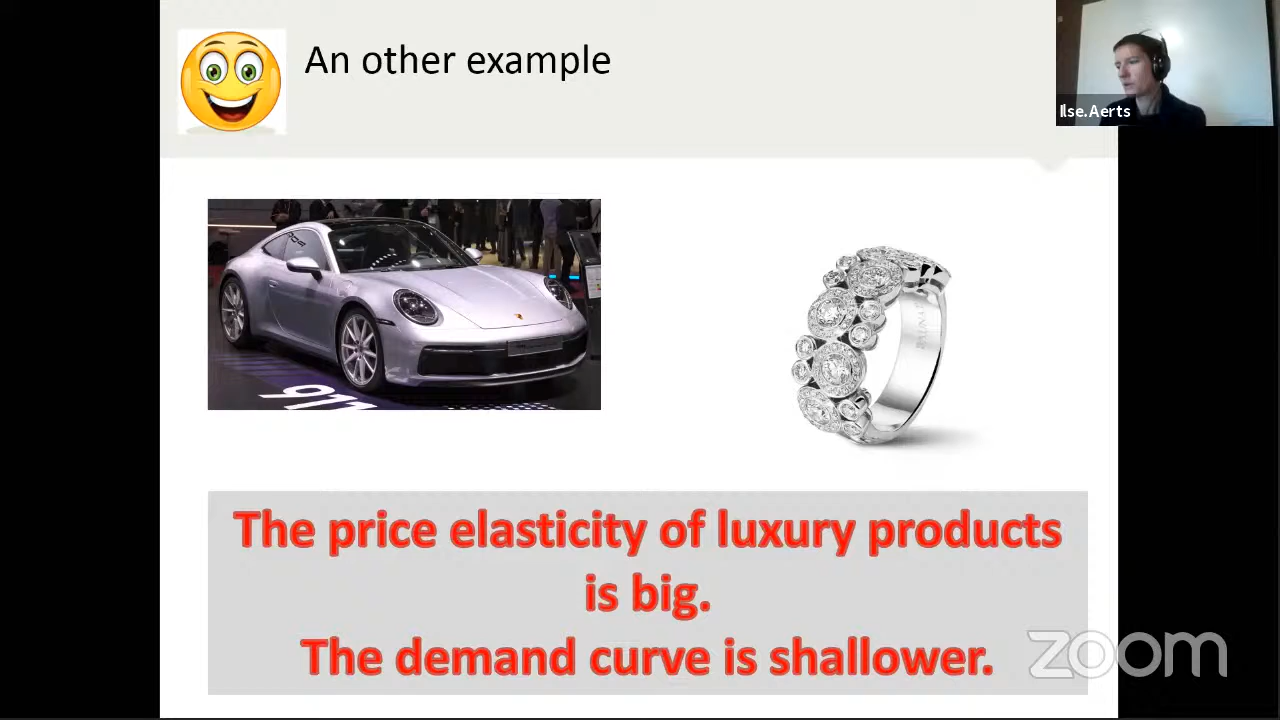 An other example
Ilse.Aerts
911
BAUNAT
The price elasticity of luxury products
is big.
The demand curve is shallower.
zoom